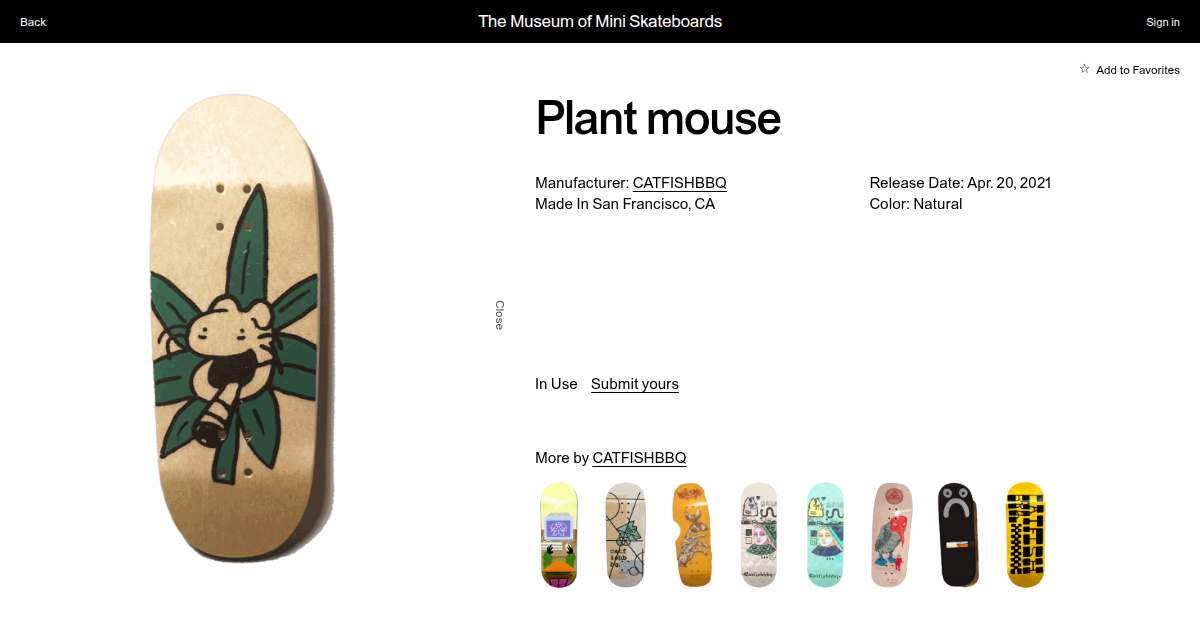 Back
The Museum of Mini Skateboards
Sign in
☆ Add to Favorites
Plant mouse
Manufacturer: CATFISHBBQ
Made In San Francisco, CA
Release Date: Apr. 20, 2021
Color: Natural
Close
In Use Submit yours
More by CATFISHBBQ